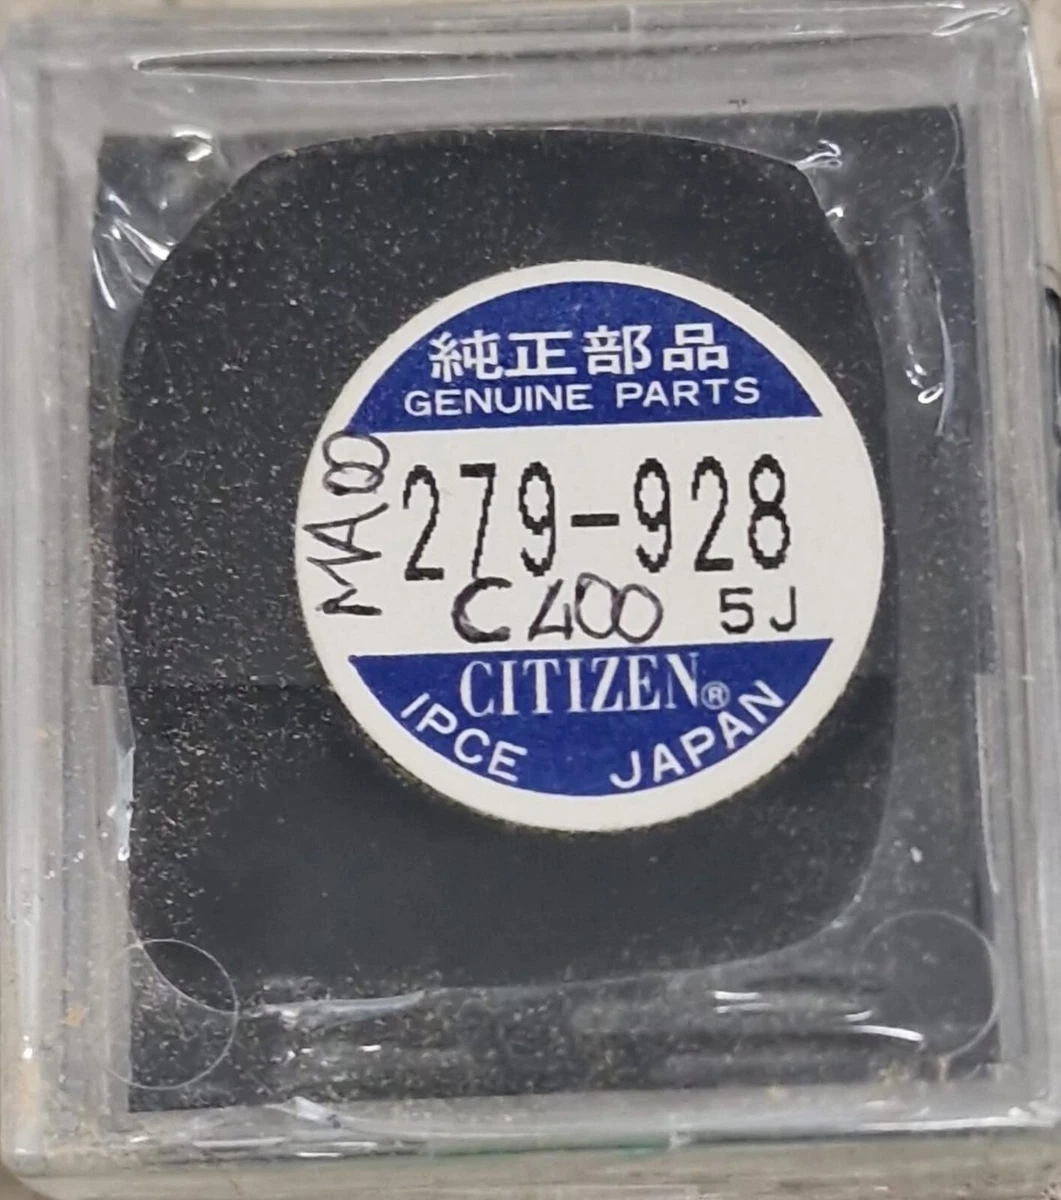 純正部品
GENUINE PARTS
MA00
279-928
C400 5J
CITIZEN®
IPCE JAPAN